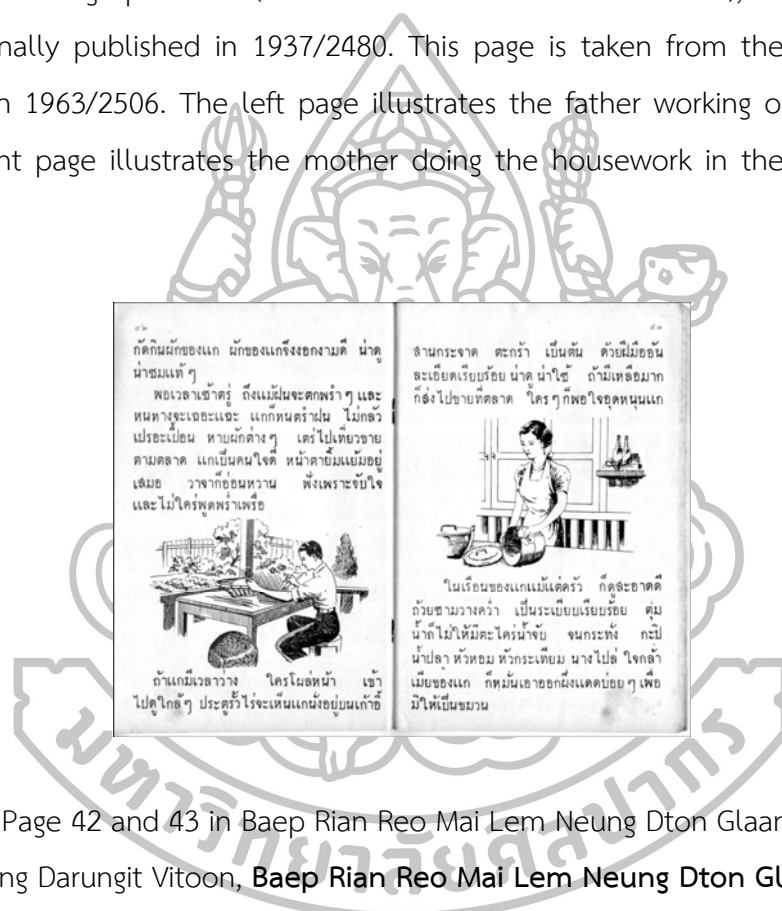 nally published in 1937/2480. This page is taken from the
n 1963/2506. The left page illustrates the father working o
nt page illustrates the mother doing the housework in the
๔๒
กัดกินผักของแก ผักของแกจึงงอกงามดี น่าดู
น่าชมแท้ ๆ
พอเวลาเช้าตรู่ ถึงแม้ฝนจะตกพรำ ๆ และ
หนทางจะเฉอะแฉะ แกก็ทนตรำฝน ไม่กลัว
เปรอะเปื้อน หาบผักต่าง ๆ เตร่ไปเที่ยวขาย
ตามตลาด แกเป็นคนใจดี หน้าตายิ้มแย้มอยู่
เสมอ วาจาก็อ่อนหวาน ฟังเพราะจับใจ
และไม่ใคร่พูดพร่ำเพรื่อ
ถ้าแกมีเวลาว่าง ใครโผล่หน้า เข้า
ไปดูใกล้ ๆ ประตูรั้วไร่จะเห็นแกนั่งอยู่บนเก้าอี้
๔๓
สานกระจาด ตะกร้า เป็นต้น ด้วยฝีมืออัน
ละเอียดเรียบร้อย น่าดู น่าใช้ ถ้ามีเหลือมาก
ก็ส่งไปขายที่ตลาด ใคร ๆ ก็พอใจอุดหนุนแก
ในเรือนของแกแม้แต่ครัว ก็ดูสะอาดดี
ถ้วยชามวางคว่ำ เป็นระเบียบเรียบร้อย ตุ่ม
น้ำก็ไม่ให้มีตะไคร่น้ำจับ จนกระทั่ง กะปิ
น้ำปลา หัวหอม หัวกระเทียม นางไปล่ ใจกล้า
เมียของแก ก็หมั่นเอาออกผึ่งแดดบ่อย ๆ เพื่อ
มิให้เป็นขมวน
มหาวิทยาลัยศิลปากร
Page 42 and 43 in Baep Rian Reo Mai Lem Neung Dton Glaar
ng Darungit Vitoon, Baep Rian Reo Mai Lem Neung Dton Gl